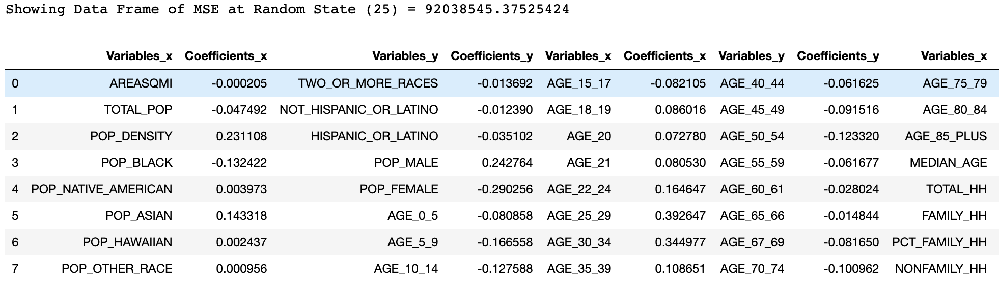 Showing Data Frame of MSE at Random State (25) = 92038545.37525424
Variables_x Coefficients_x Variables_y Coefficients_y Variables_x Coefficients_x Variables_y Coefficients_y Variables_x
0 AREASQMI -0.000205 TWO_OR_MORE_RACES -0.013692 AGE_15_17 -0.082105 AGE_40_44 -0.061625 AGE_75_79
1 TOTAL_POP -0.047492 NOT_HISPANIC_OR_LATINO -0.012390 AGE_18_19 0.086016 AGE_45_49 -0.091516 AGE_80_84
2 POP_DENSITY 0.231108 HISPANIC_OR_LATINO -0.035102 AGE_20 0.072780 AGE_50_54 -0.123320 AGE_85_PLUS
3 POP_BLACK -0.132422 POP_MALE 0.242764 AGE_21 0.080530 AGE_55_59 -0.061677 MEDIAN_AGE
4 POP_NATIVE_AMERICAN 0.003973 POP_FEMALE -0.290256 AGE_22_24 0.164647 AGE_60_61 -0.028024 TOTAL_HH
5 POP_ASIAN 0.143318 AGE_0_5 -0.080858 AGE_25_29 0.392647 AGE_65_66 -0.014844 FAMILY_HH
6 POP_HAWAIIAN 0.002437 AGE_5_9 -0.166558 AGE_30_34 0.344977 AGE_67_69 -0.081650 PCT_FAMILY_HH
7 POP_OTHER_RACE 0.000956 AGE_10_14 -0.127588 AGE_35_39 0.108651 AGE_70_74 -0.100962 NONFAMILY_HH